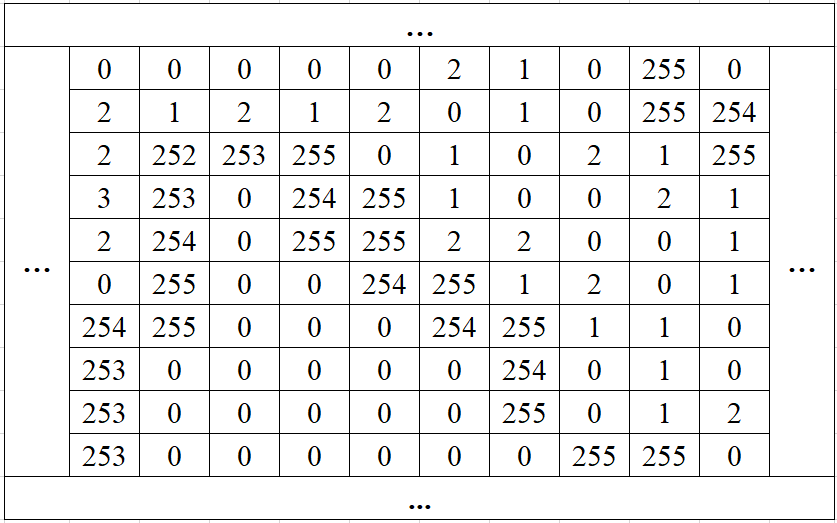 ...
0 0 0 0 0 2 1 0 255 0
2 1 2 1 2 0 1 0 255 254
2 252 253 255 0 1 0 2 1 255
3 253 0 254 255 1 0 0 2 1
2 254 0 255 255 2 2 0 0 1
... 0 255 0 0 254 255 1 2 0 1 ...
254 255 0 0 0 254 255 1 1 0
253 0 0 0 0 0 254 0 1 0
253 0 0 0 0 0 255 0 1 2
253 0 0 0 0 0 0 255 255 0
...